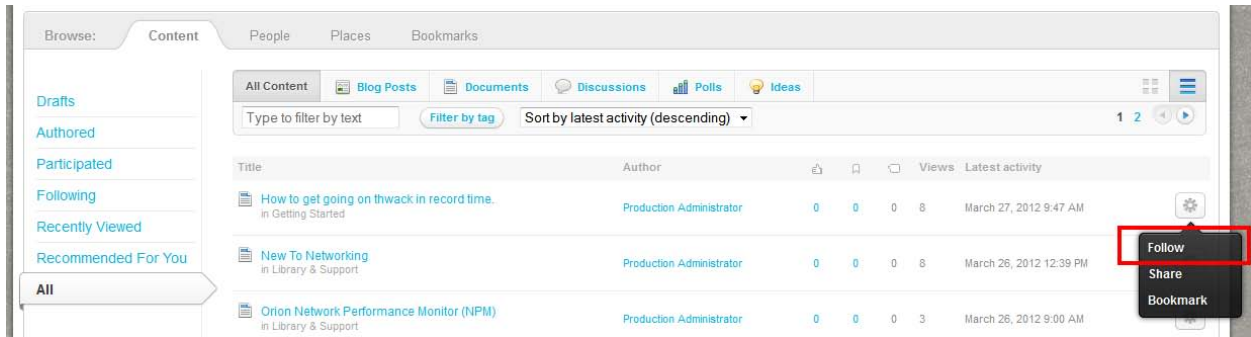 Browse: Content People Places Bookmarks
All Content Blog Posts Documents Discussions Polls Ideas
Drafts
Type to filter by text Filter by tag Sort by latest activity (descending) 1 2
Authored
Participated
Title Author Views Latest activity
Following
How to get going on thwack in record time. Production Administrator 0 0 0 8 March 27, 2012 9:47 AM
in Getting Started
Recently Viewed
Follow
New To Networking Production Administrator 0 0 0 8 March 26, 2012 12:39 PM
in Library & Support
Recommended For You
Share
All
Bookmark
Orion Network Performance Monitor (NPM) Production Administrator 0 0 0 3 March 26, 2012 9:00 AM
in Library & Support